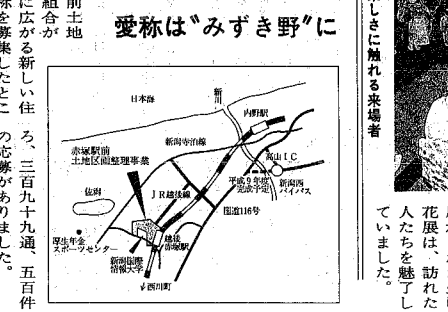 しさに触れる来場者
花展は、訪れた
人たちを魅了し
ていました。
愛称は〝みずき野〟に
前土地
組合が
に広がる新しい住
称を募集したとこ
ろ、三百九十九通、五百件
の応募がありました。
日本海
新川
内野駅
新潟寺泊線
高山IC
赤塚駅前
土地区画整理事業
平成9年度
完成予定
新潟西
バイパス
佐潟
JR越後線
国道116号
厚生年金
スポーツセンター
越後
赤塚駅
新潟国際
情報大学
西川町